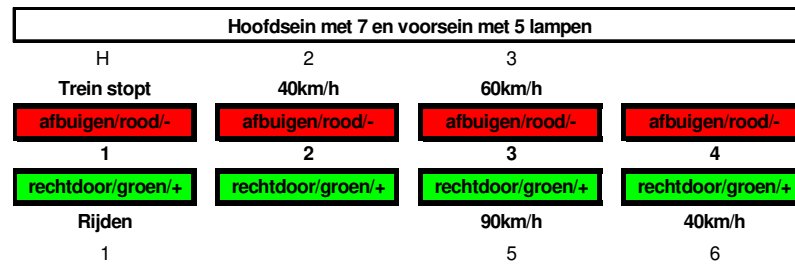 Hoofdsein met 7 en voorsein met 5 lampen
H 2 3
Trein stopt 40km/h 60km/h
afbuigen/rood/- afbuigen/rood/- afbuigen/rood/- afbuigen/rood/-
1 2 3 4
rechtdoor/groen/+ rechtdoor/groen/+ rechtdoor/groen/+ rechtdoor/groen/+
Rijden 90km/h 40km/h
1 5 6